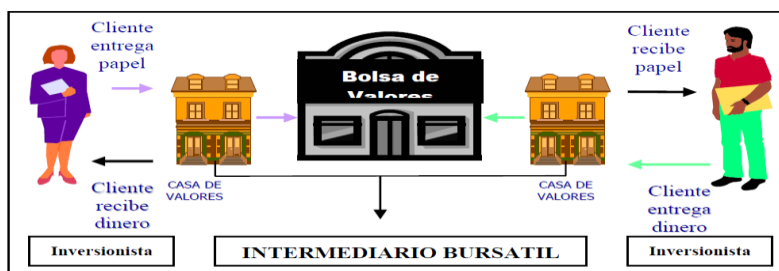 Cliente
entrega
papel
Bolsa de
Valores
Cliente
recibe
papel
Cliente
recibe
dinero
CASA DE
VALORES
CASA DE
VALORES
Cliente
entrega
dinero
Inversionista
INTERMEDIARIO BURSATIL
Inversionista